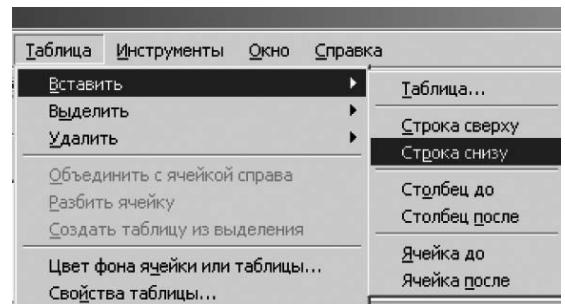 Таблица Инструменты Окно Справка
Вставить
Выделить
Удалить
Объединить с ячейкой справа
Разбить ячейку
Создать таблицу из выделения
Цвет фона ячейки или таблицы...
Свойства таблицы...
Таблица...
Строка сверху
Строка снизу
Столбец до
Столбец после
Ячейка до
Ячейка после